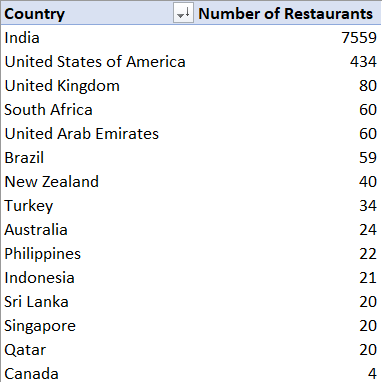 Country Number of Restaurants
India 7559
United States of America 434
United Kingdom 80
South Africa 60
United Arab Emirates 60
Brazil 59
New Zealand 40
Turkey 34
Australia 24
Philippines 22
Indonesia 21
Sri Lanka 20
Singapore 20
Qatar 20
Canada 4